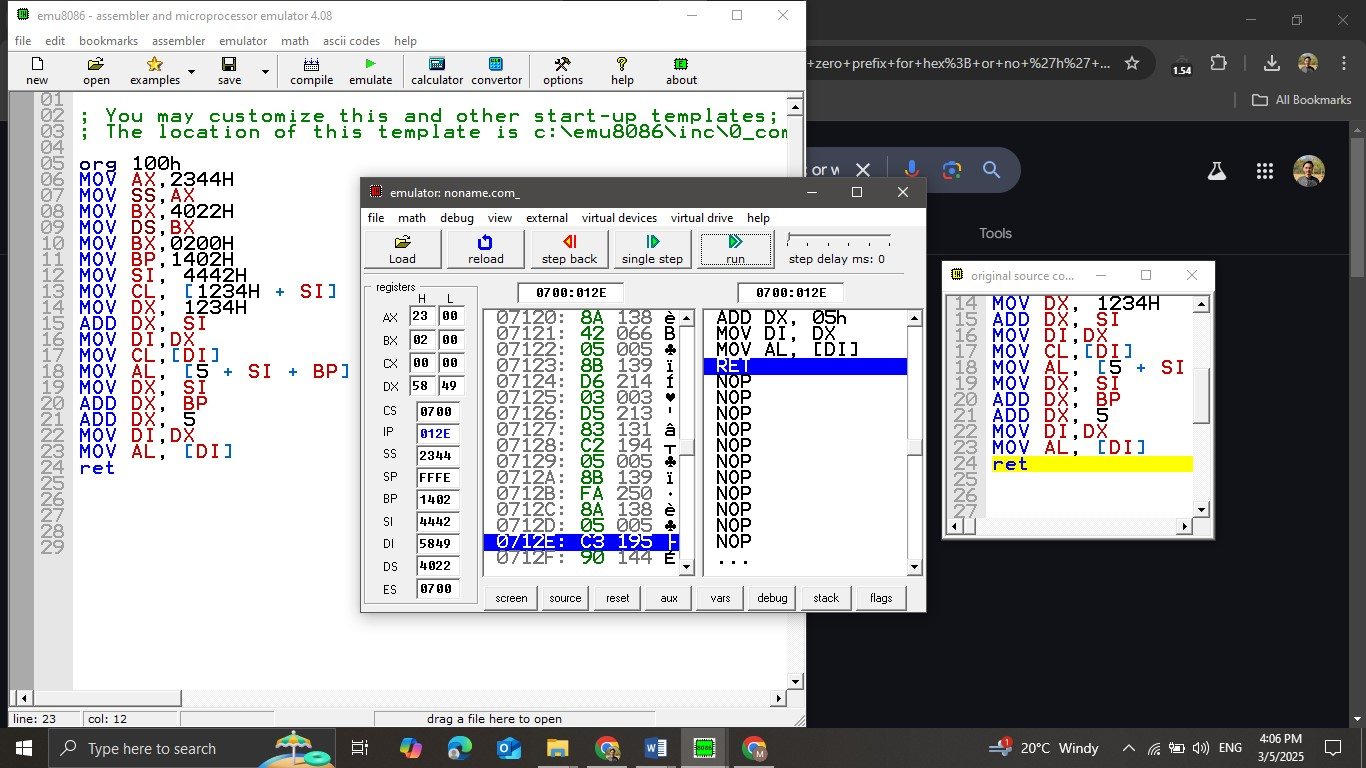 emu8086 - assembler and microprocessor emulator 4.08
file edit bookmarks assembler emulator math ascii codes help
new open examples save compile emulate calculator convertor options help about
zero prefix for hex%3B + or + no + %27h%27 + ...
1.54
All Bookmarks
or w
Tools
01
02 ; You may customize this and other start-up templates;
03 ; The location of this template is c:\emu8086\inc\0_com
04
05 org 100h
06 MOV AX,2344H
07 MOV SS,AX
08 MOV BX,4022H
09 MOV DS,BX
10 MOV BX,0200H
11 MOV BP,1402H
12 MOV SI, 4442H
13 MOV CL, [1234H + SI]
14 MOV DX, 1234H
15 ADD DX, SI
16 MOV DI,DX
17 MOV CL,[DI]
18 MOV AL, [5 + SI + BP]
19 MOV DX, SI
20 ADD DX, BP
21 ADD DX, 5
22 MOV DI,DX
23 MOV AL, [DI]
24 ret
25
26
27
28
29
line: 23 col: 12 drag a file here to open
emulator: noname.com_
file math debug view external virtual devices virtual drive help
Load reload step back single step run step delay ms: 0
registers
H L
AX 23 00
BX 02 00
CX 00 00
DX 58 49
CS 0700
IP 012E
SS 2344
SP FFFE
BP 1402
SI 4442
DI 5849
DS 4022
ES 0700
0700:012E 0700:012E
07120: 8A 138 è
07121: 42 066 B
07122: 05 005 ♣
07123: 8B 139 ï
07124: D6 214
07125: 03 003 ♥
07126: D5 213
07127: 83 131 â
07128: C2 194 ┬
07129: 05 005 ♣
0712A: 8B 139 ï
0712B: FA 250 ·
0712C: 8A 138 è
0712D: 05 005 ♣
0712E: C3 195 ├
0712F: 90 144 É
ADD DX, 05h
MOV DI, DX
MOV AL, [DI]
RET
NOP
NOP
NOP
NOP
NOP
NOP
NOP
NOP
NOP
NOP
NOP
...
screen source reset aux vars debug stack flags
original source co...
14 MOV DX, 1234H
15 ADD DX, SI
16 MOV DI,DX
17 MOV CL,[DI]
18 MOV AL, [5 + SI
19 MOV DX, SI
20 ADD DX, BP
21 ADD DX, 5
22 MOV DI,DX
23 MOV AL, [DI]
24 ret
25
26
27
Type here to search
1
20°C Windy
ENG
4:06 PM
3/5/2025